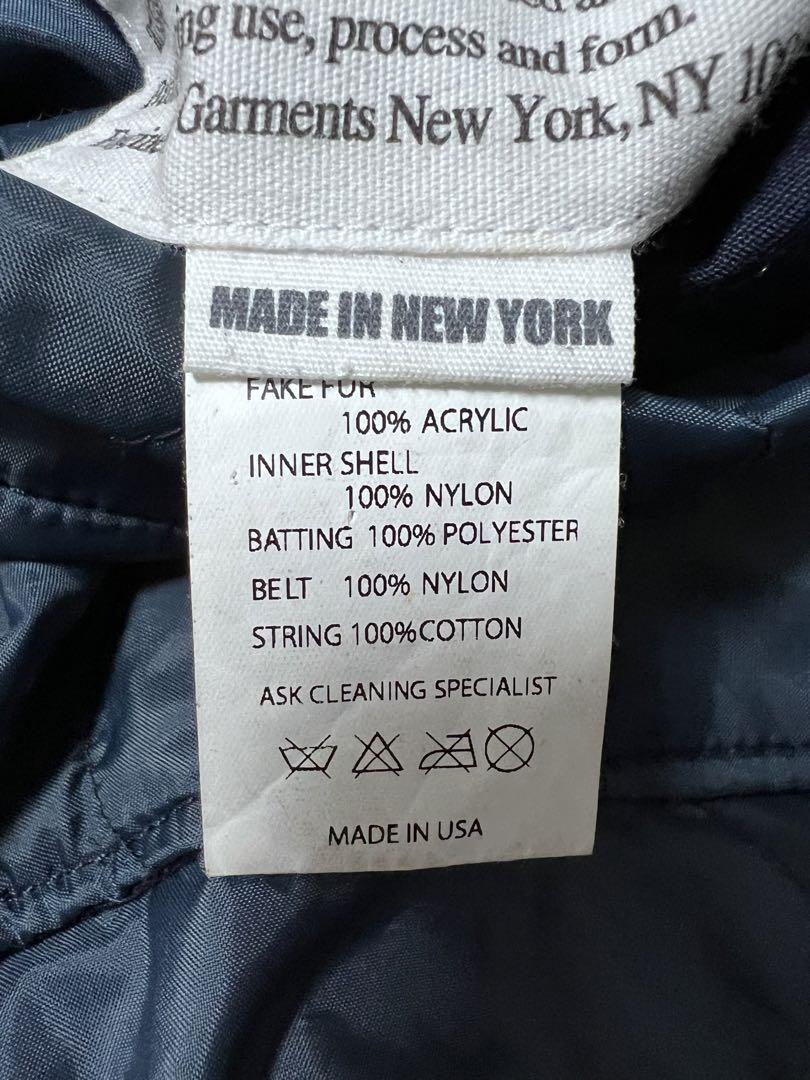 ing use, process and form.
Garments New York, NY
MADE IN NEW YORK
FAKE FUR
100% ACRYLIC
INNER SHELL
100% NYLON
BATTING 100% POLYESTER
BELT 100% NYLON
STRING 100%COTTON
ASK CLEANING SPECIALIST
MADE IN USA